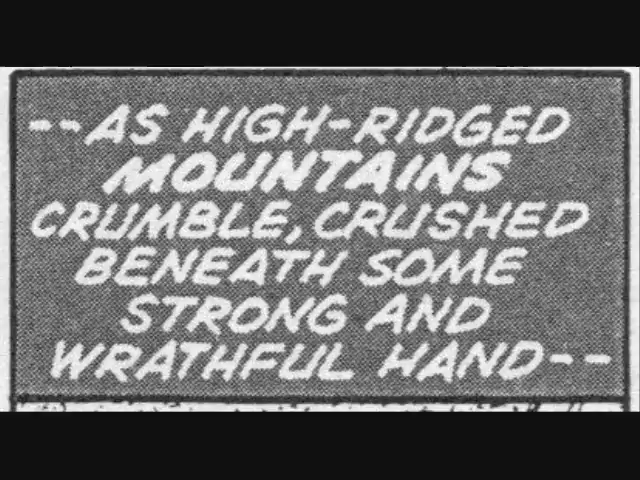 --AS HIGH-RIDGED
MOUNTAINS
CRUMBLE, CRUSHED
BENEATH SOME
STRONG AND
WRATHFUL HAND--